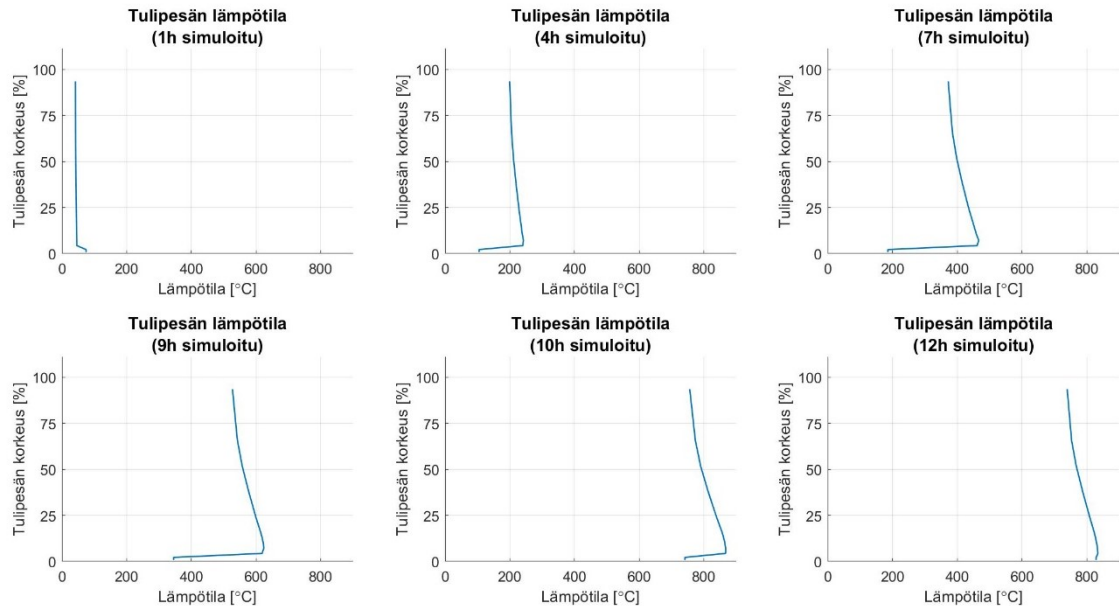 Tulipesän lämpötila
(1h simuloitu)
Tulipesän korkeus [%]
100
75
50
25
0
0 200 400 600 800
Lämpötila [°C]
Tulipesän lämpötila
(4h simuloitu)
Tulipesän korkeus [%]
100
75
50
25
0
0 200 400 600 800
Lämpötila [°C]
Tulipesän lämpötila
(7h simuloitu)
Tulipesän korkeus [%]
100
75
50
25
0
0 200 400 600 800
Lämpötila [°C]
Tulipesän lämpötila
(9h simuloitu)
Tulipesän korkeus [%]
100
75
50
25
0
0 200 400 600 800
Lämpötila [°C]
Tulipesän lämpötila
(10h simuloitu)
Tulipesän korkeus [%]
100
75
50
25
0
0 200 400 600 800
Lämpötila [°C]
Tulipesän lämpötila
(12h simuloitu)
Tulipesän korkeus [%]
100
75
50
25
0
0 200 400 600 800
Lämpötila [°C]